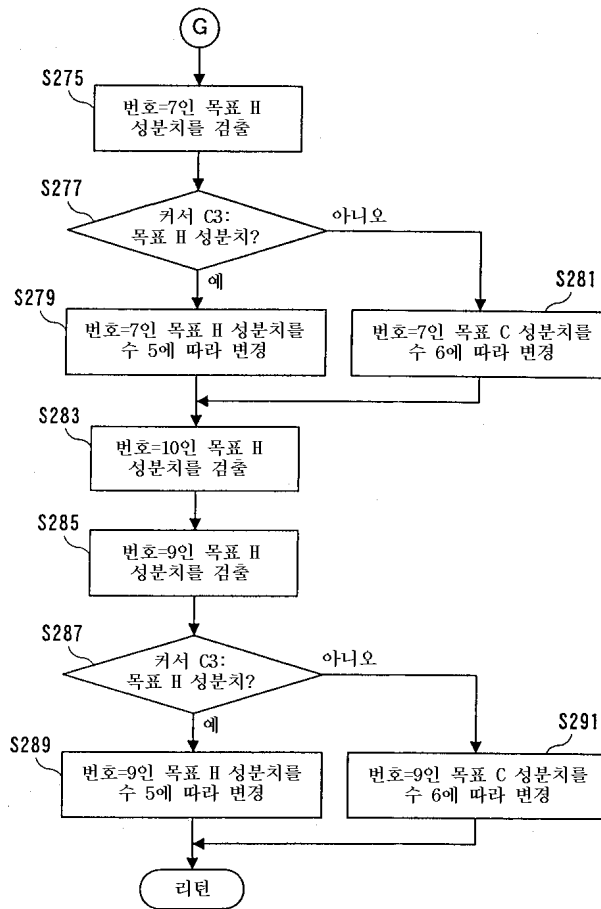 G
S275
번호=7인 목표 H
성분치를 검출
S277
커서 C3:
목표 H 성분치?
아니오
예
S279
번호=7인 목표 H 성분치를
수 5에 따라 변경
S281
번호=7인 목표 C 성분치를
수 6에 따라 변경
S283
번호=10인 목표 H
성분치를 검출
S285
번호=9인 목표 H
성분치를 검출
S287
커서 C3:
목표 H 성분치?
아니오
예
S289
번호=9인 목표 H 성분치를
수 5에 따라 변경
S291
번호=9인 목표 C 성분치를
수 6에 따라 변경
리턴